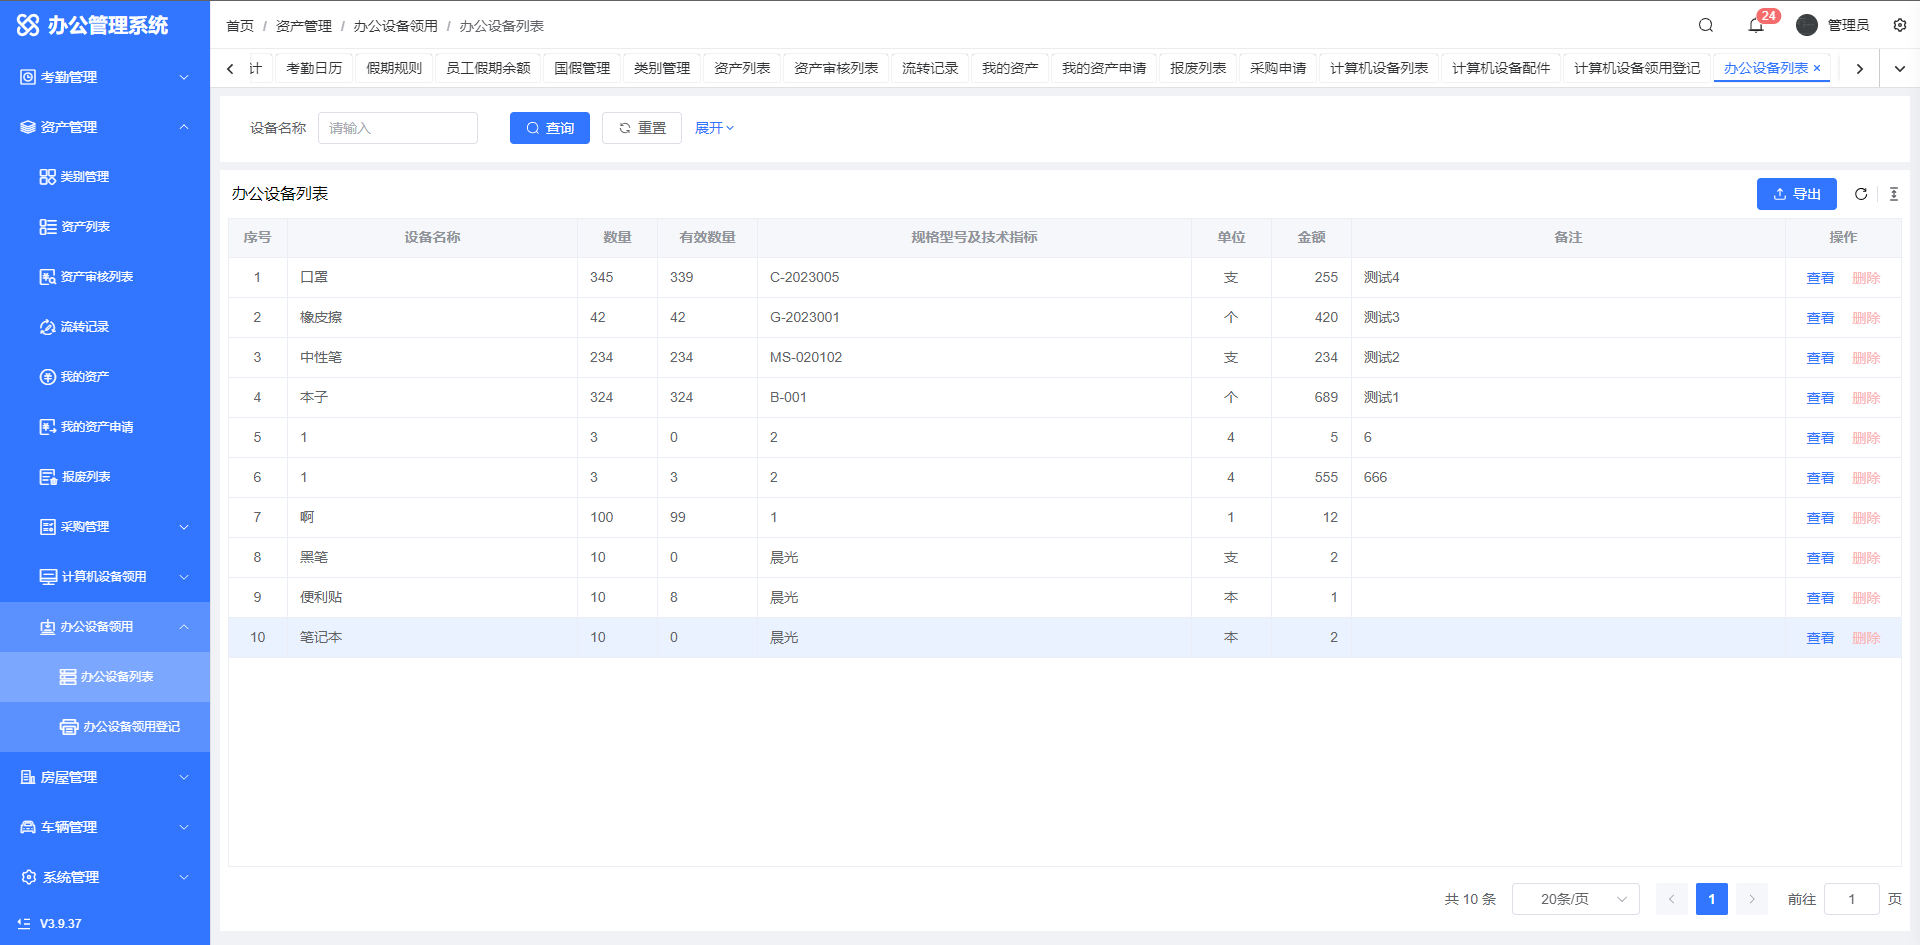 办公管理系统
首页 / 资产管理 / 办公设备领用 / 办公设备列表
24
管理员
计 考勤日历 假期规则 员工假期余额 国假管理 类别管理 资产列表 资产审核列表 流转记录 我的资产 我的资产申请 报废列表 采购申请 计算机设备列表 计算机设备配件 计算机设备领用登记 办公设备列表 ×
考勤管理
资产管理
类别管理
资产列表
资产审核列表
流转记录
我的资产
我的资产申请
报废列表
采购管理
计算机设备领用
办公设备领用
办公设备列表
办公设备领用登记
房屋管理
车辆管理
系统管理
V3.9.37
设备名称 请输入 查询 重置 展开
办公设备列表 导出
序号 设备名称 数量 有效数量 规格型号及技术指标 单位 金额 备注 操作
1 口罩 345 339 C-2023005 支 255 测试4 查看 删除
2 橡皮擦 42 42 G-2023001 个 420 测试3 查看 删除
3 中性笔 234 234 MS-020102 支 234 测试2 查看 删除
4 本子 324 324 B-001 个 689 测试1 查看 删除
5 1 3 0 2 4 5 6 查看 删除
6 1 3 3 2 4 555 666 查看 删除
7 啊 100 99 1 1 12 查看 删除
8 黑笔 10 0 晨光 支 2 查看 删除
9 便利贴 10 8 晨光 本 1 查看 删除
10 笔记本 10 0 晨光 本 2 查看 删除
共 10 条 20条/页 1 前往 1 页